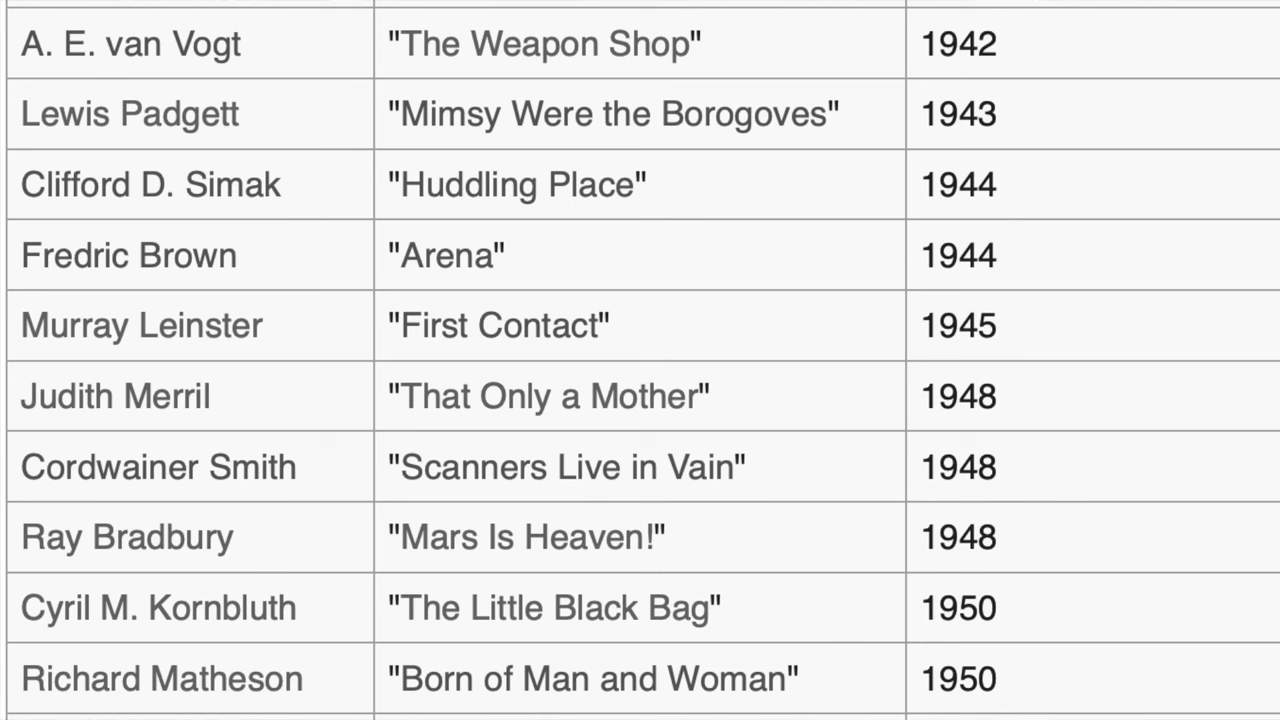 A. E. van Vogt "The Weapon Shop" 1942
Lewis Padgett "Mimsy Were the Borogoves" 1943
Clifford D. Simak "Huddling Place" 1944
Fredric Brown "Arena" 1944
Murray Leinster "First Contact" 1945
Judith Merril "That Only a Mother" 1948
Cordwainer Smith "Scanners Live in Vain" 1948
Ray Bradbury "Mars Is Heaven!" 1948
Cyril M. Kornbluth "The Little Black Bag" 1950
Richard Matheson "Born of Man and Woman" 1950